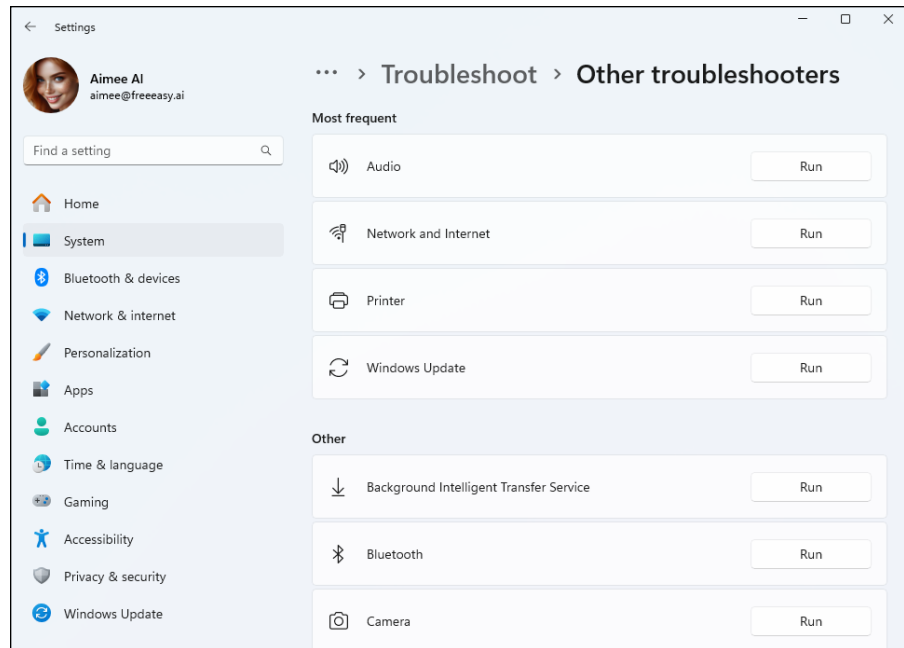 Settings
Aimee AI
aimee@freeeasy.ai
Find a setting
Home
System
Bluetooth & devices
Network & internet
Personalization
Apps
Accounts
Time & language
Gaming
Accessibility
Privacy & security
Windows Update
··· > Troubleshoot > Other troubleshooters
Most frequent
Audio Run
Network and Internet Run
Printer Run
Windows Update Run
Other
Background Intelligent Transfer Service Run
Bluetooth Run
Camera Run